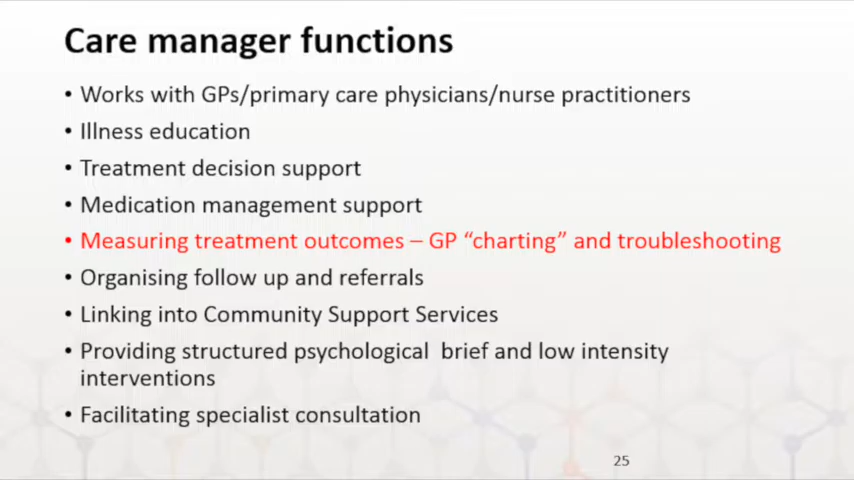 Care manager functions
• Works with GPs/primary care physicians/nurse practitioners
• Illness education
• Treatment decision support
• Medication management support
• Measuring treatment outcomes – GP “charting” and troubleshooting
• Organising follow up and referrals
• Linking into Community Support Services
• Providing structured psychological  brief and low intensity
interventions
• Facilitating specialist consultation
25